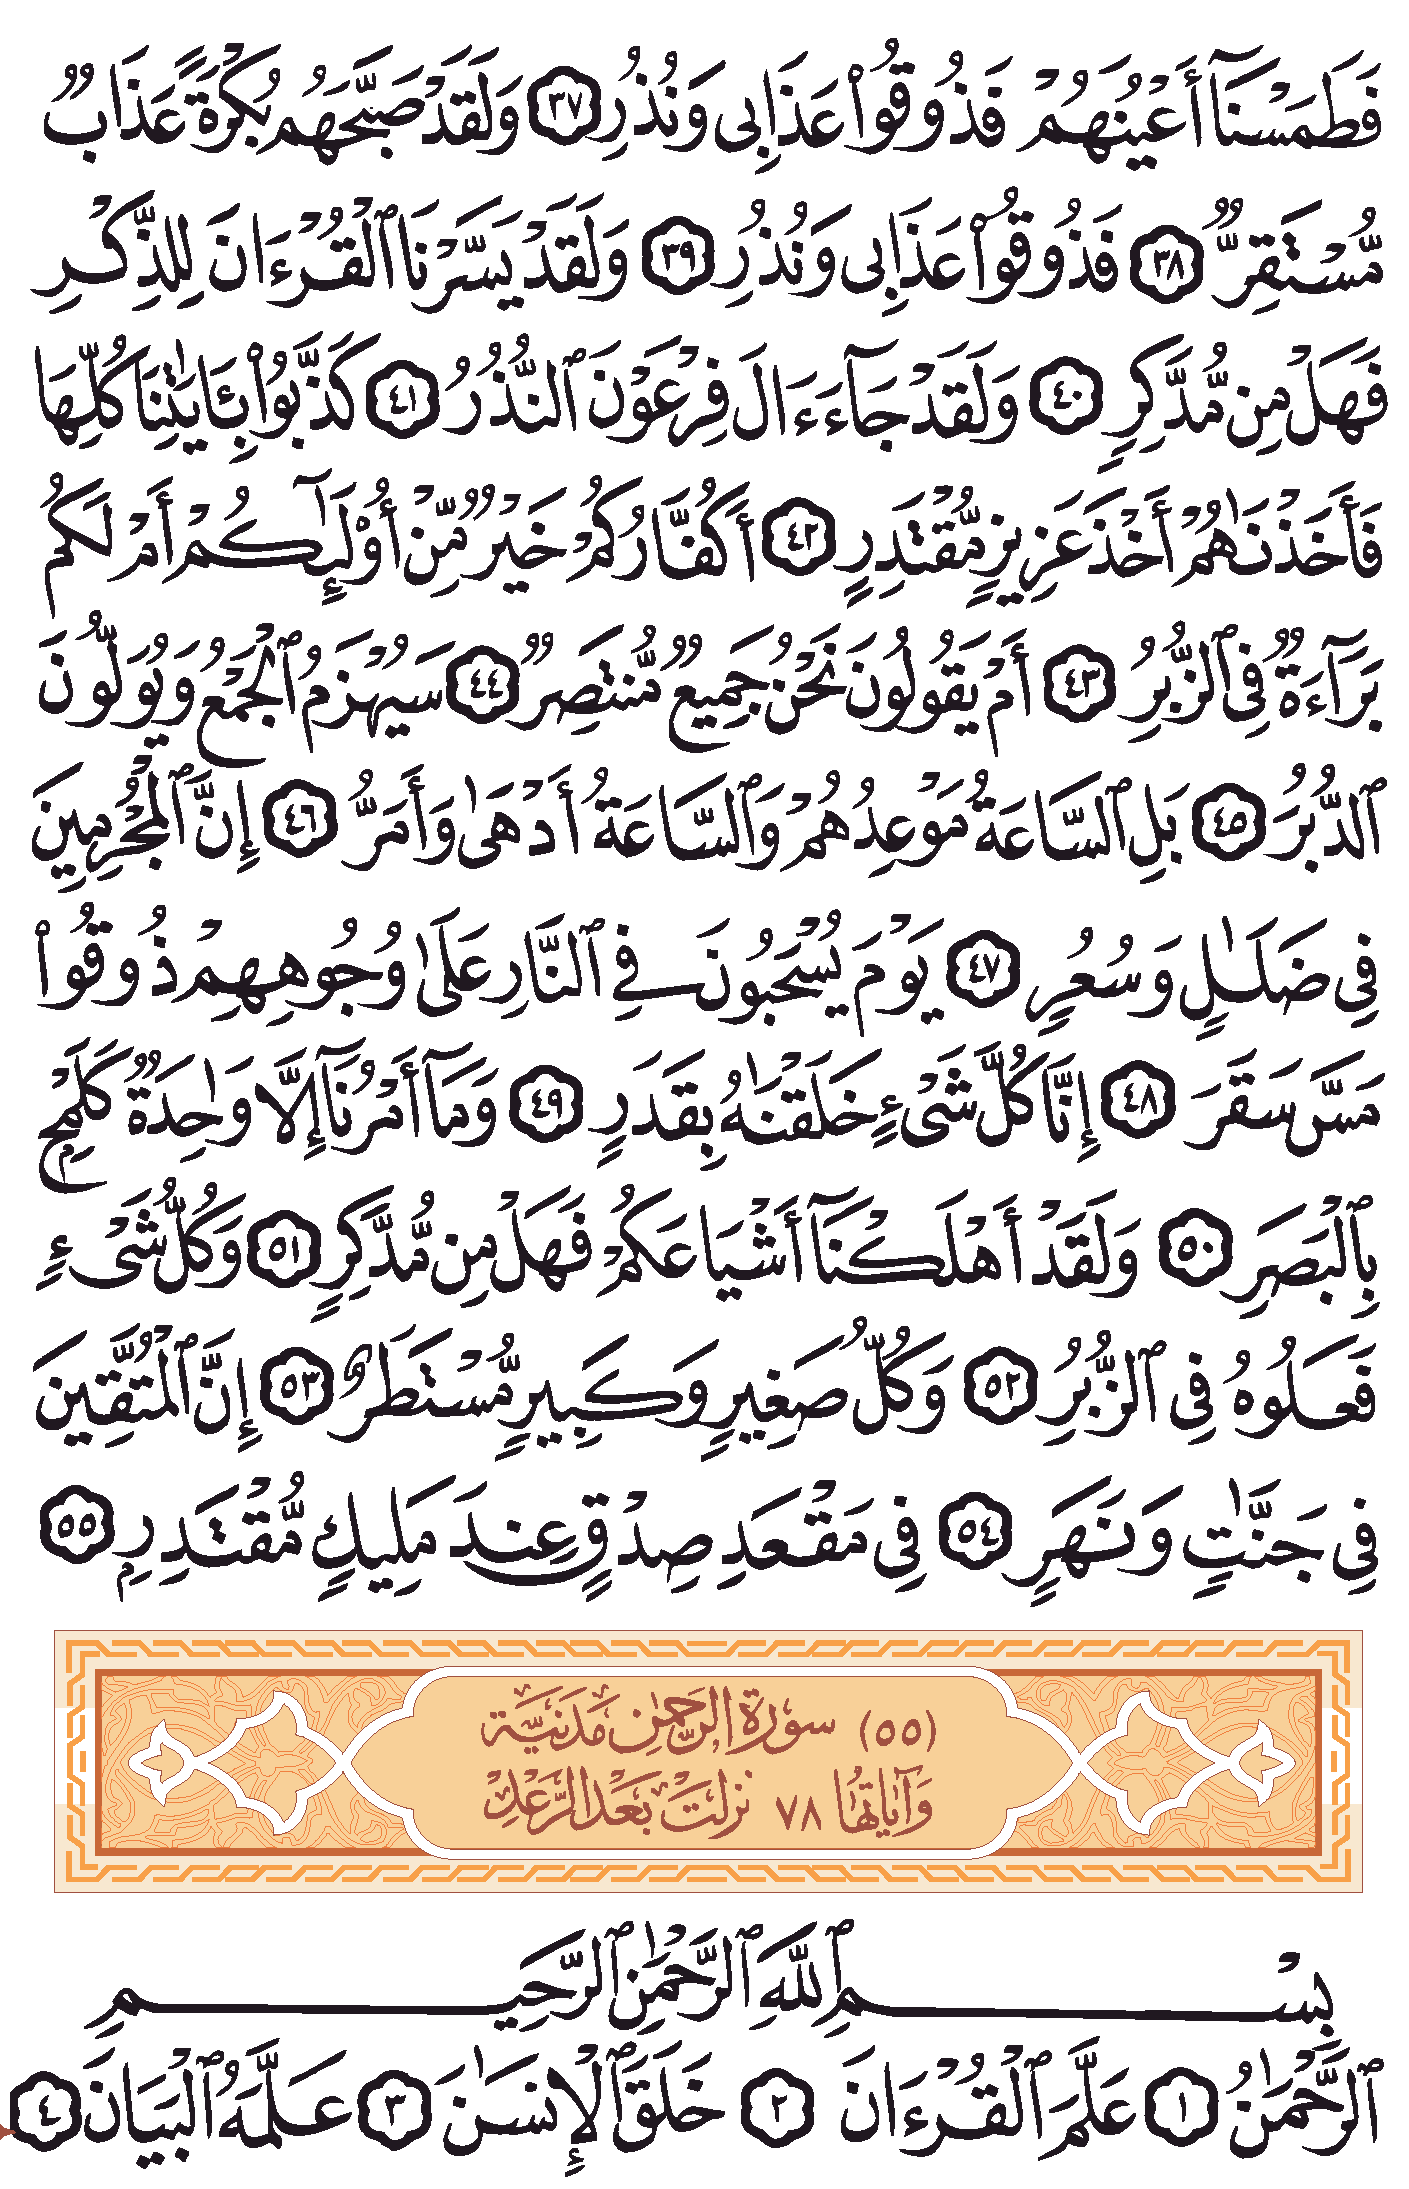 فَطَمَسْنَآ أَعْيُنَهُمْ فَذُوقُوا۟ عَذَابِى وَنُذُرِ ٣٧ وَلَقَدْ صَبَّحَهُم بُكْرَةً عَذَابٌ
مُّسْتَقِرٌّ ٣٨ فَذُوقُوا۟ عَذَابِى وَنُذُرِ ٣٩ وَلَقَدْ يَسَّرْنَا ٱلْقُرْءَانَ لِلذِّكْرِ
فَهَلْ مِن مُّدَّكِرٍ ٤٠ وَلَقَدْ جَآءَ ءَالَ فِرْعَوْنَ ٱلنُّذُرُ ٤١ كَذَّبُوا۟ بِـَٔايَـٰتِنَا كُلِّهَا
فَأَخَذْنَـٰهُمْ أَخْذَ عَزِيزٍ مُّقْتَدِرٍ ٤٢ أَكُفَّارُكُمْ خَيْرٌ مِّنْ أُو۟لَـٰٓئِكُمْ أَمْ لَكُم
بَرَآءَةٌ فِى ٱلزُّبُرِ ٤٣ أَمْ يَقُولُونَ نَحْنُ جَمِيعٌ مُّنتَصِرٌ ٤٤ سَيُهْزَمُ ٱلْجَمْعُ وَيُوَلُّونَ
ٱلدُّبُرَ ٤٥ بَلِ ٱلسَّاعَةُ مَوْعِدُهُمْ وَٱلسَّاعَةُ أَدْهَىٰ وَأَمَرُّ ٤٦ إِنَّ ٱلْمُجْرِمِينَ
فِى ضَلَـٰلٍ وَسُعُرٍ ٤٧ يَوْمَ يُسْحَبُونَ فِى ٱلنَّارِ عَلَىٰ وُجُوهِهِمْ ذُوقُوا۟
مَسَّ سَقَرَ ٤٨ إِنَّا كُلَّ شَىْءٍ خَلَقْنَـٰهُ بِقَدَرٍ ٤٩ وَمَآ أَمْرُنَآ إِلَّا وَٰحِدَةٌ كَلَمْحٍۭ
بِٱلْبَصَرِ ٥٠ وَلَقَدْ أَهْلَكْنَآ أَشْيَاعَكُمْ فَهَلْ مِن مُّدَّكِرٍ ٥١ وَكُلُّ شَىْءٍ
فَعَلُوهُ فِى ٱلزُّبُرِ ٥٢ وَكُلُّ صَغِيرٍ وَكَبِيرٍ مُّسْتَطَرٌ ٥٣ إِنَّ ٱلْمُتَّقِينَ
فِى جَنَّـٰتٍ وَنَهَرٍ ٥٤ فِى مَقْعَدِ صِدْقٍ عِندَ مَلِيكٍ مُّقْتَدِرٍۭ ٥٥
(٥٥) سورة الرحمن مدنية
وآياتها ٧٨ نزلت بعد الرعد
بِسْمِ ٱللَّهِ ٱلرَّحْمَـٰنِ ٱلرَّحِيمِ
ٱلرَّحْمَـٰنُ ١ عَلَّمَ ٱلْقُرْءَانَ ٢ خَلَقَ ٱلْإِنسَـٰنَ ٣ عَلَّمَهُ ٱلْبَيَانَ ٤